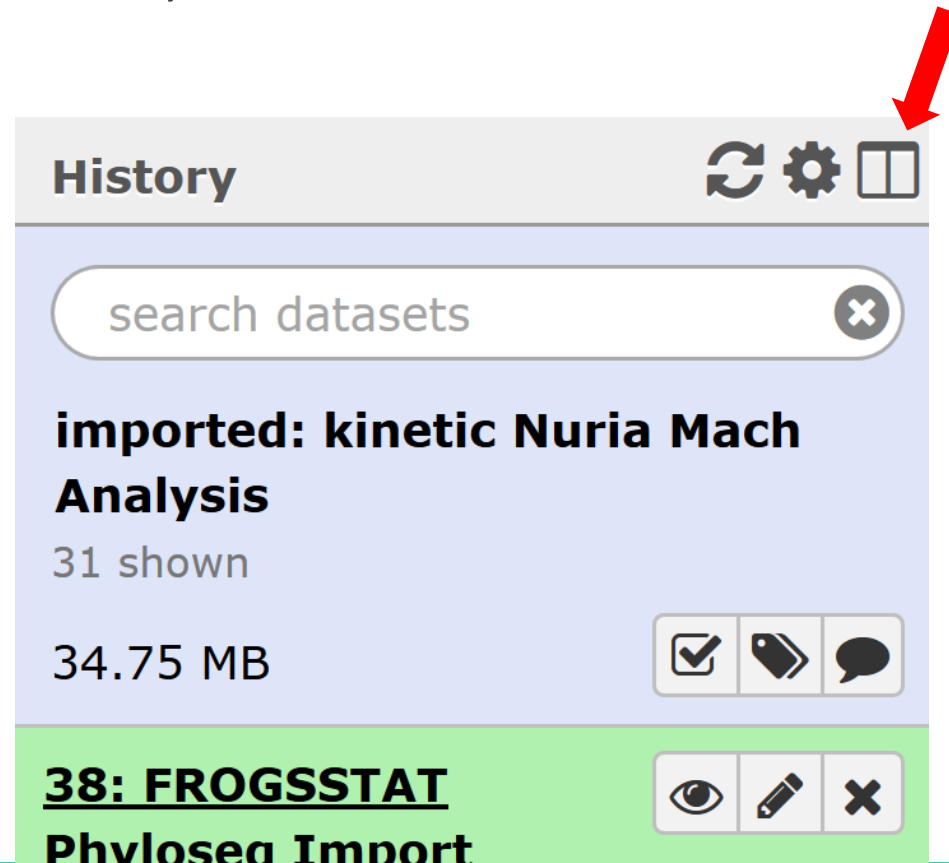 History
search datasets
imported: kinetic Nuria Mach
Analysis
31 shown
34.75 MB
38: FROGSSTAT
Phyloseq Import